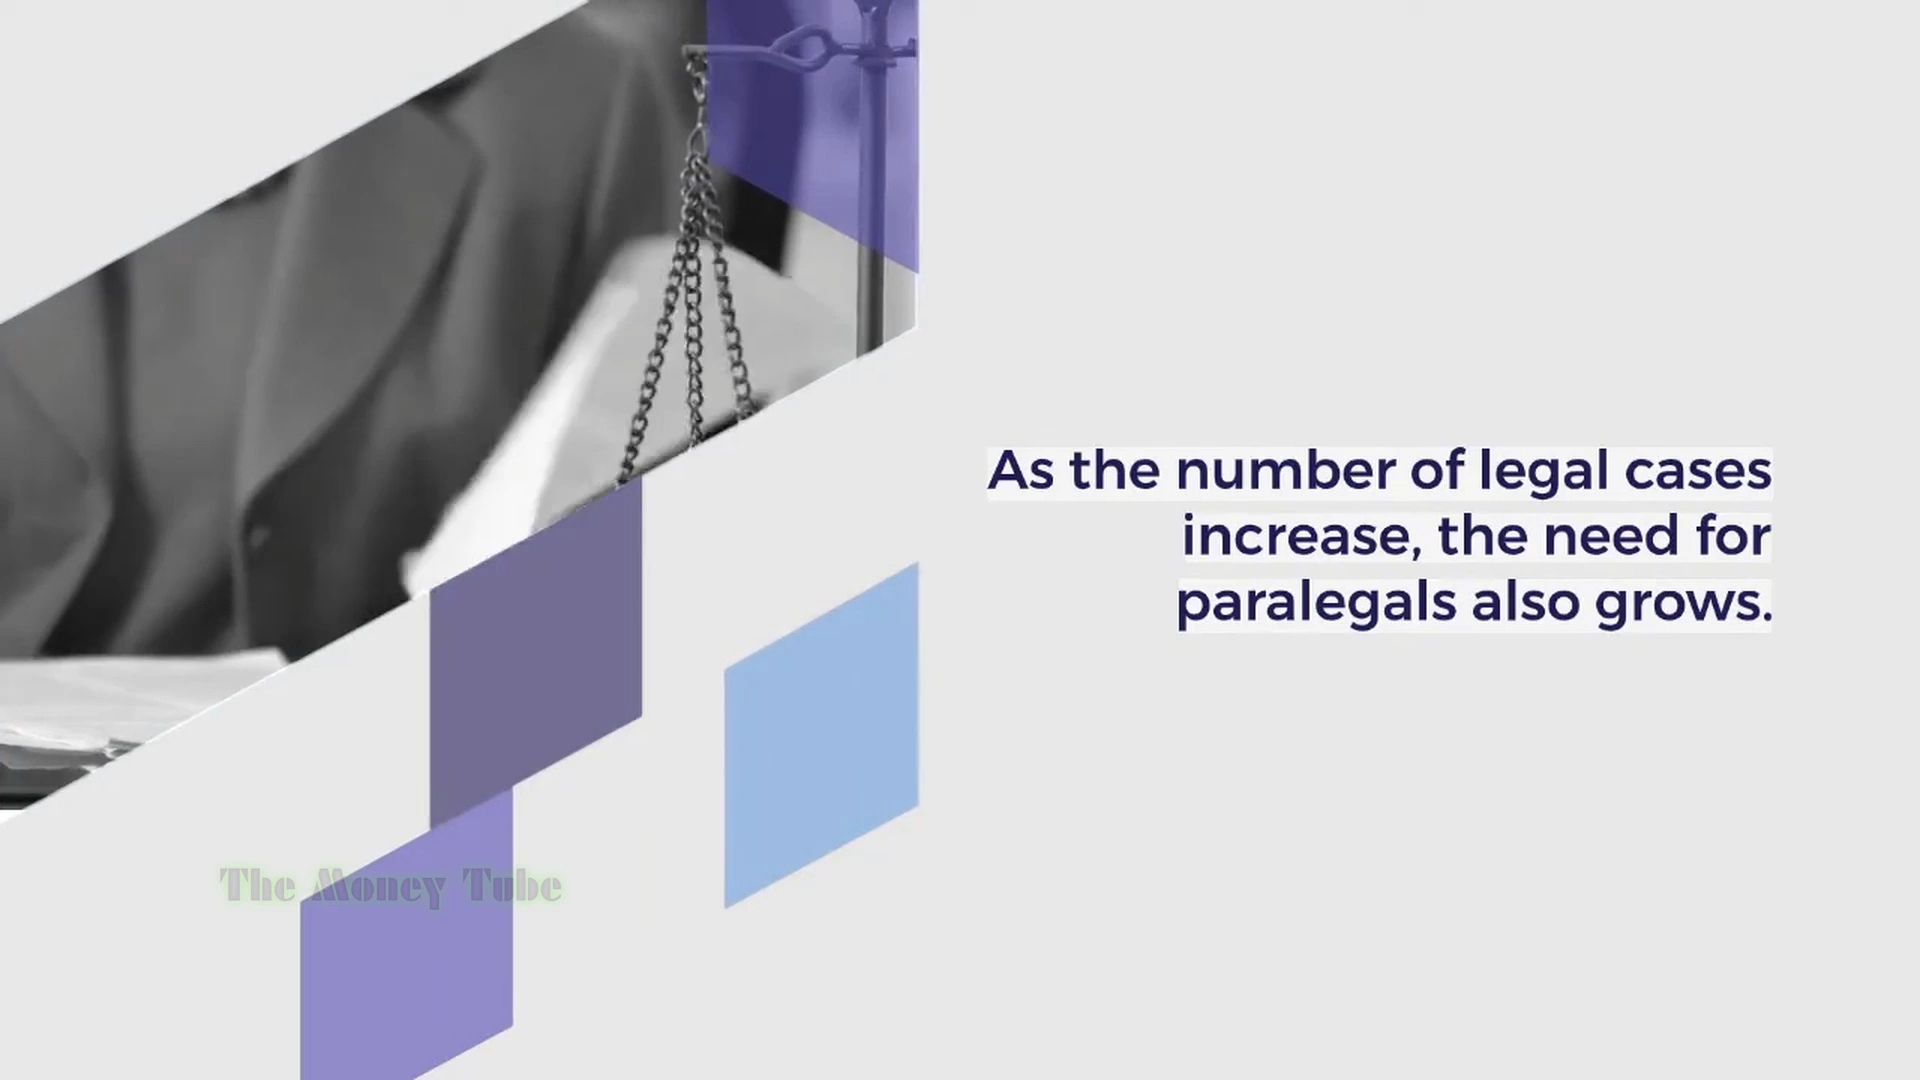 As the number of legal cases
increase, the need for
paralegals also grows.
The Money Tube